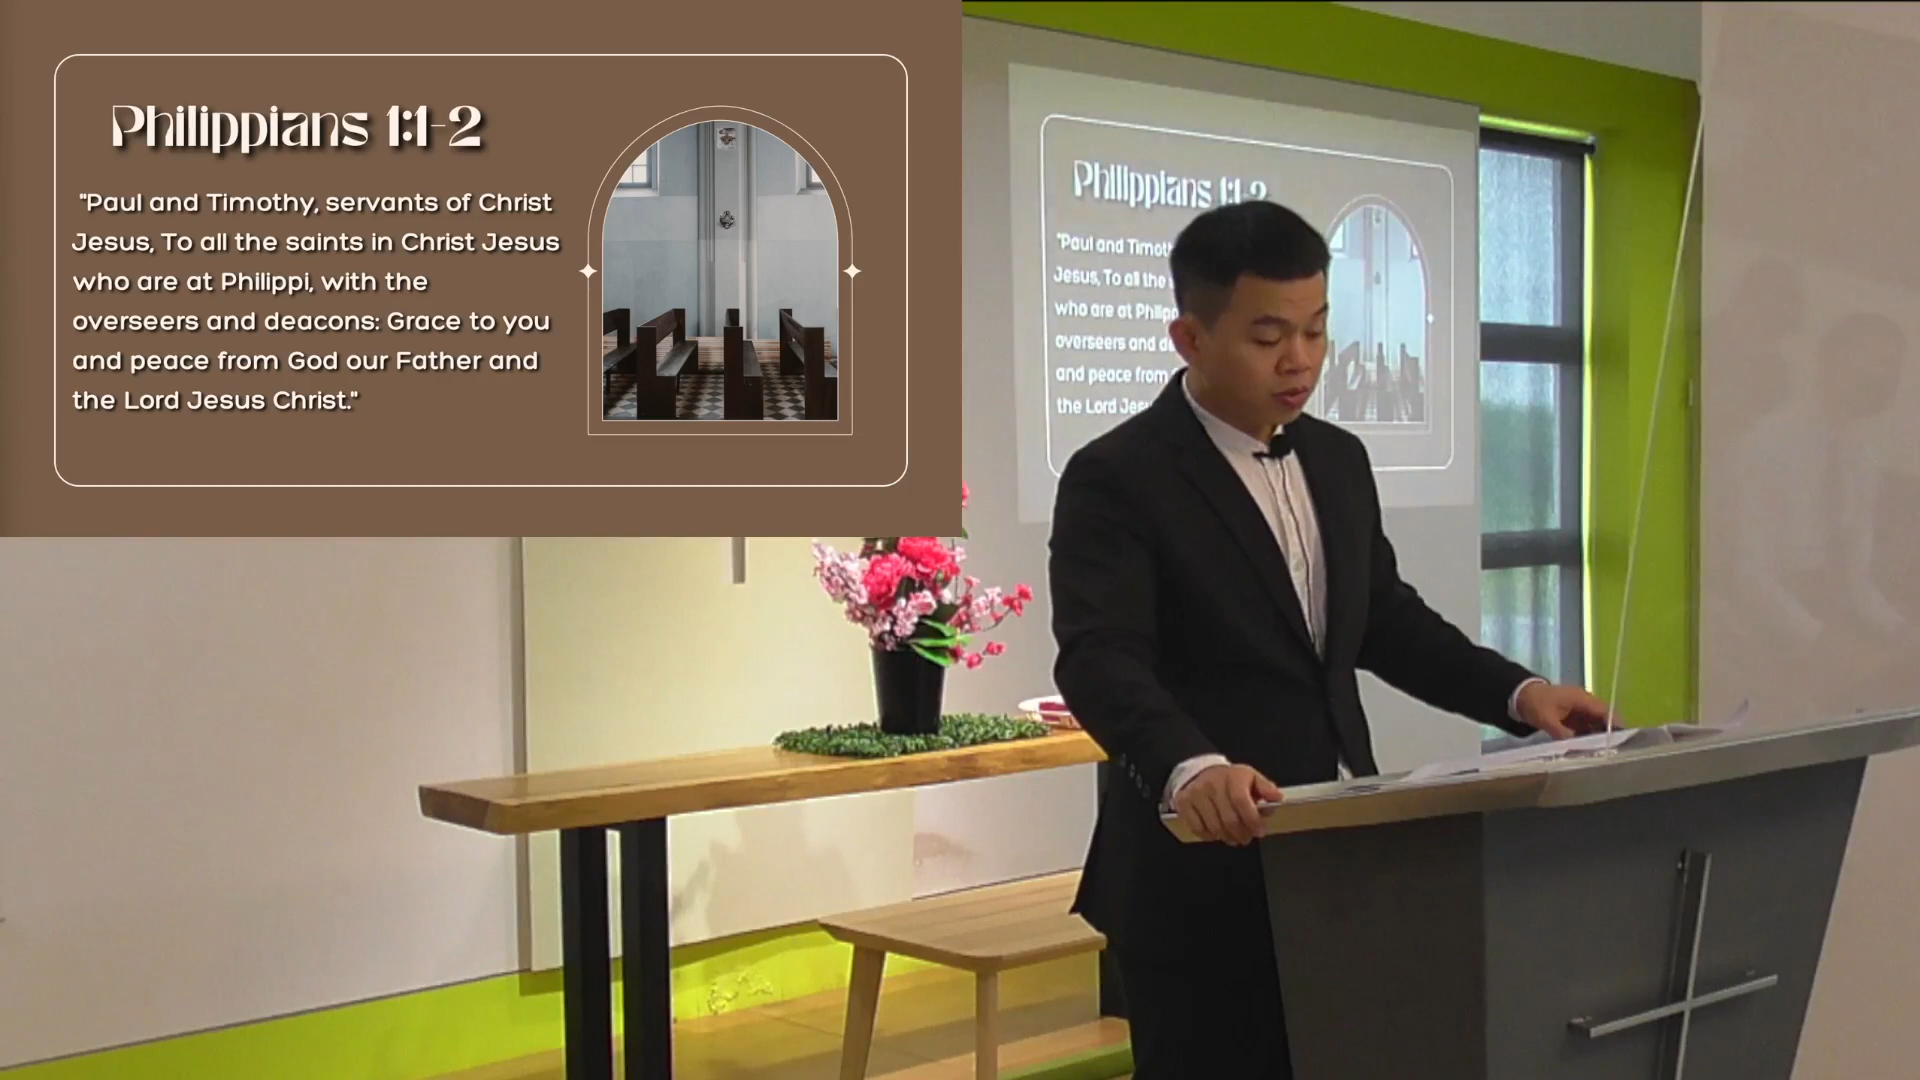 Philippians 1:1-2
"Paul and Timothy, servants of Christ
Jesus, To all the saints in Christ Jesus
who are at Philippi, with the
overseers and deacons: Grace to you
and peace from God our Father and
the Lord Jesus Christ."
Philippians 1:1-2
"Paul and
Jesus, To all the
who are at
overseers and
and peace from
the Lord